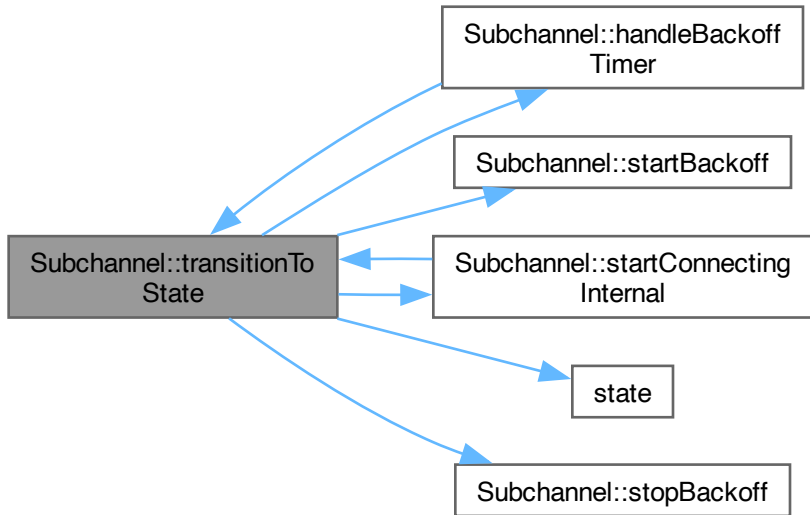 Subchannel::handleBackoff
Timer
Subchannel::startBackoff
Subchannel::transitionTo
State
Subchannel::startConnecting
Internal
state
Subchannel::stopBackoff